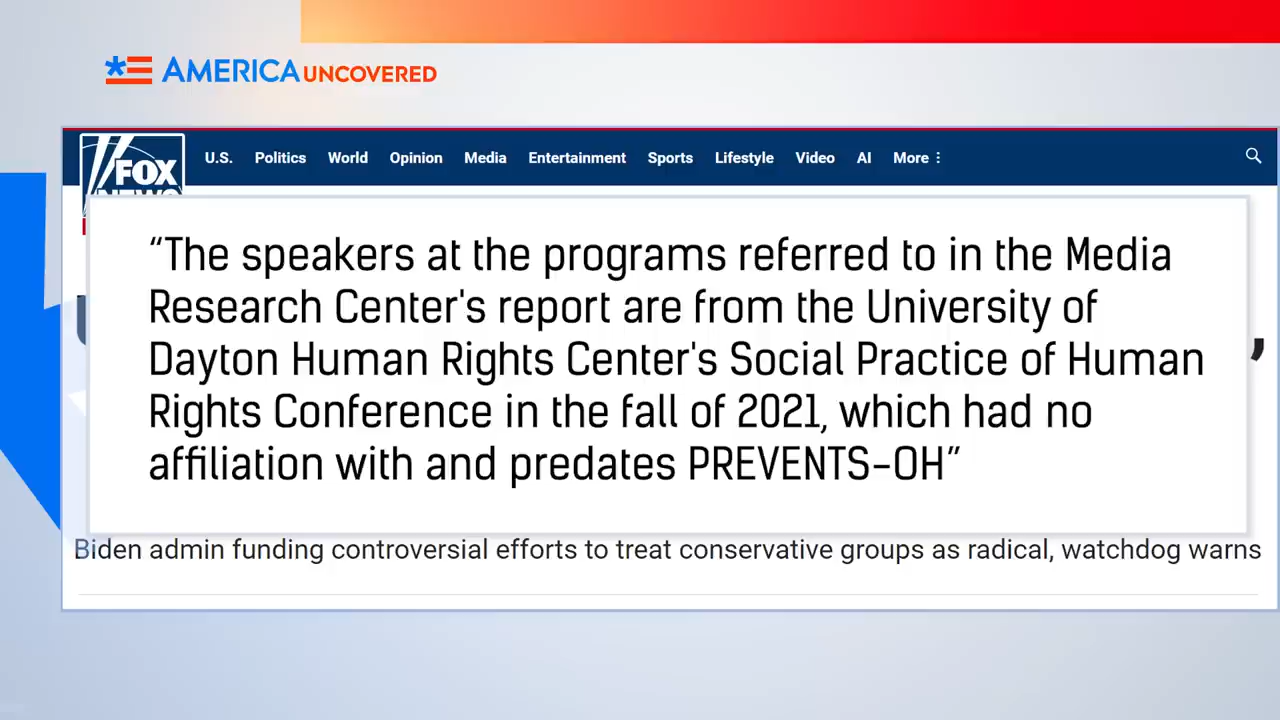 AMERICA UNCOVERED
FOX
NEWS
U.S. Politics World Opinion Media Entertainment Sports Lifestyle Video AI More
“The speakers at the programs referred to in the Media
Research Center's report are from the University of
Dayton Human Rights Center's Social Practice of Human
Rights Conference in the fall of 2021, which had no
affiliation with and predates PREVENTS-OH”
Biden admin funding controversial efforts to treat conservative groups as radical, watchdog warns